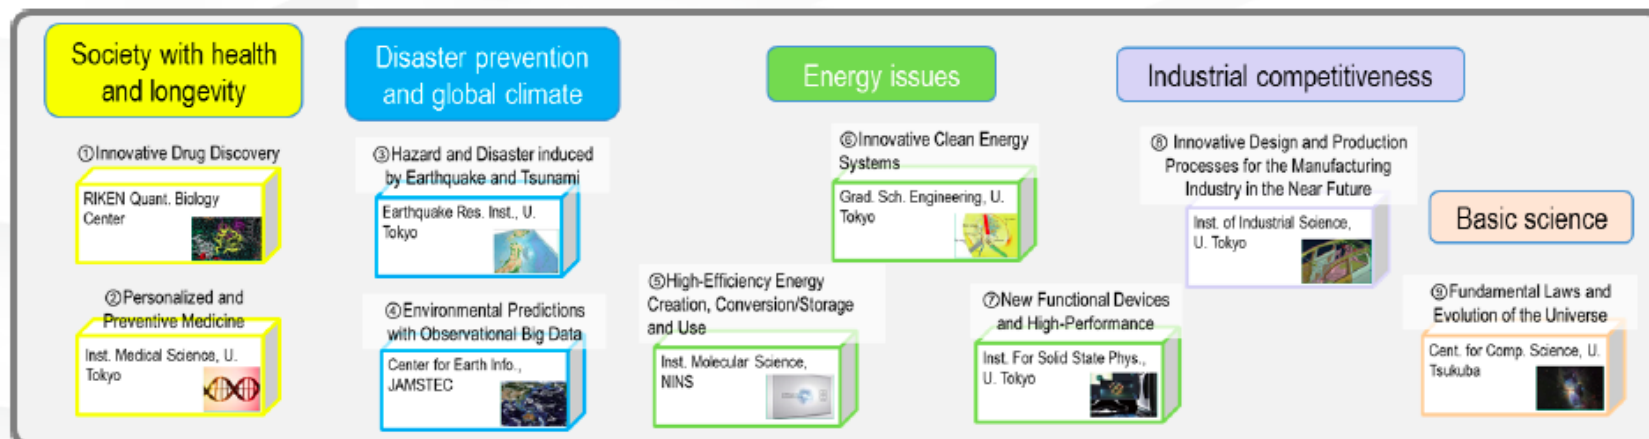 Society with health
and longevity
①Innovative Drug Discovery
RIKEN Quant. Biology
Center
②Personalized and
Preventive Medicine
Inst. Medical Science, U.
Tokyo
Disaster prevention
and global climate
③Hazard and Disaster induced
by Earthquake and Tsunami
Earthquake Res. Inst., U.
Tokyo
④Environmental Predictions
with Observational Big Data
Center for Earth Info.,
JAMSTEC
Energy issues
⑥Innovative Clean Energy
Systems
Grad. Sch. Engineering, U.
Tokyo
⑤High-Efficiency Energy
Creation, Conversion/Storage
and Use
Inst. Molecular Science,
NINS
⑦New Functional Devices
and High-Performance
Inst. For Solid State Phys.,
U. Tokyo
Industrial competitiveness
⑧ Innovative Design and Production
Processes for the Manufacturing
Industry in the Near Future
Inst. of Industrial Science,
U. Tokyo
Basic science
⑨Fundamental Laws and
Evolution of the Universe
Cent. for Comp. Science, U.
Tsukuba